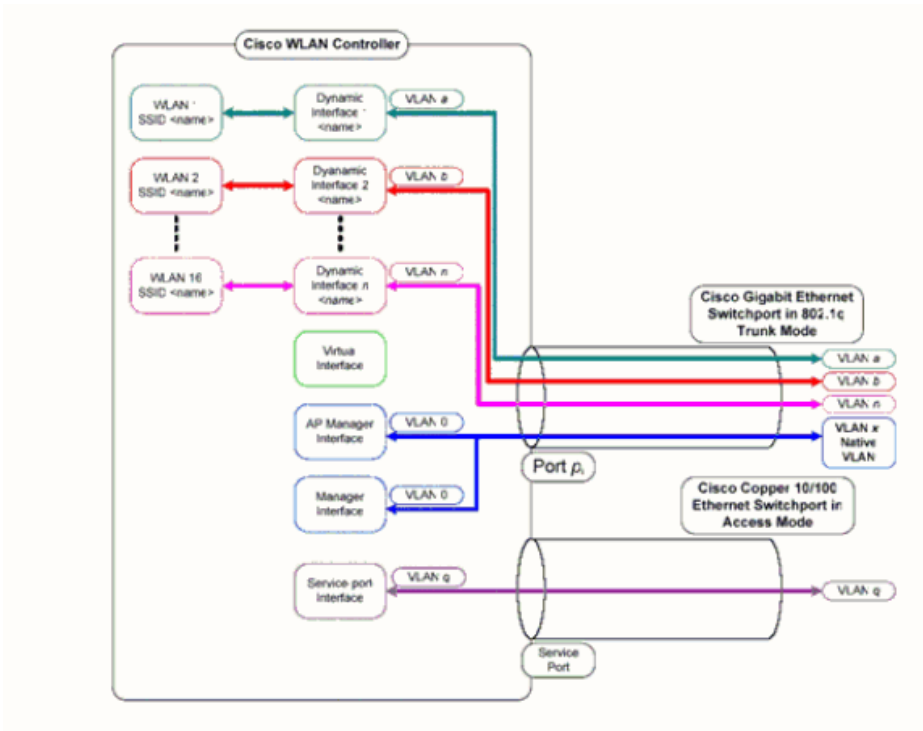 Cisco WLAN Controller
WLAN 1
SSID <name>
Dynamic
Interface 1
<name>
VLAN a
WLAN 2
SSID <name>
Dyanamic
Interface 2
<name>
VLAN b
WLAN 16
SSID <name>
Dynamic
Interface n
<name>
VLAN n
Cisco Gigabit Ethernet
Switchport in 802.1q
Trunk Mode
Virtua
Interface
VLAN a
VLAN b
VLAN n
AP Manager
Interface
VLAN 0
VLAN x
Native
VLAN
Port
Manager
Interface
VLAN 0
Cisco Copper 10/100
Ethernet Switchport in
Access Mode
Service-port
Interface
VLAN q
VLAN q
Service
Port